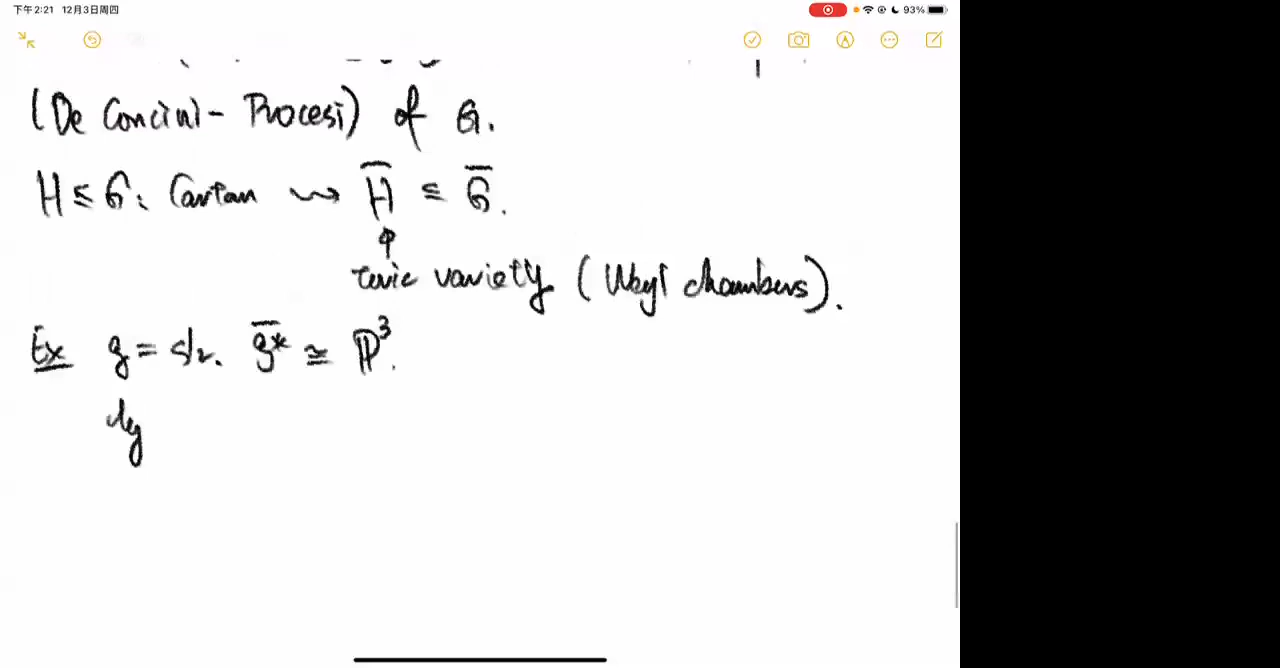 下午2:21 12月3日周四 93%
(De Concini - Procesi) of G.
H ≤ G : Cartan ⇝ H̅ ⊆ G̅.
↑
toric variety (Weyl chambers).
Ex g = sl₂. g̅* ≅ ℙ³.
deg